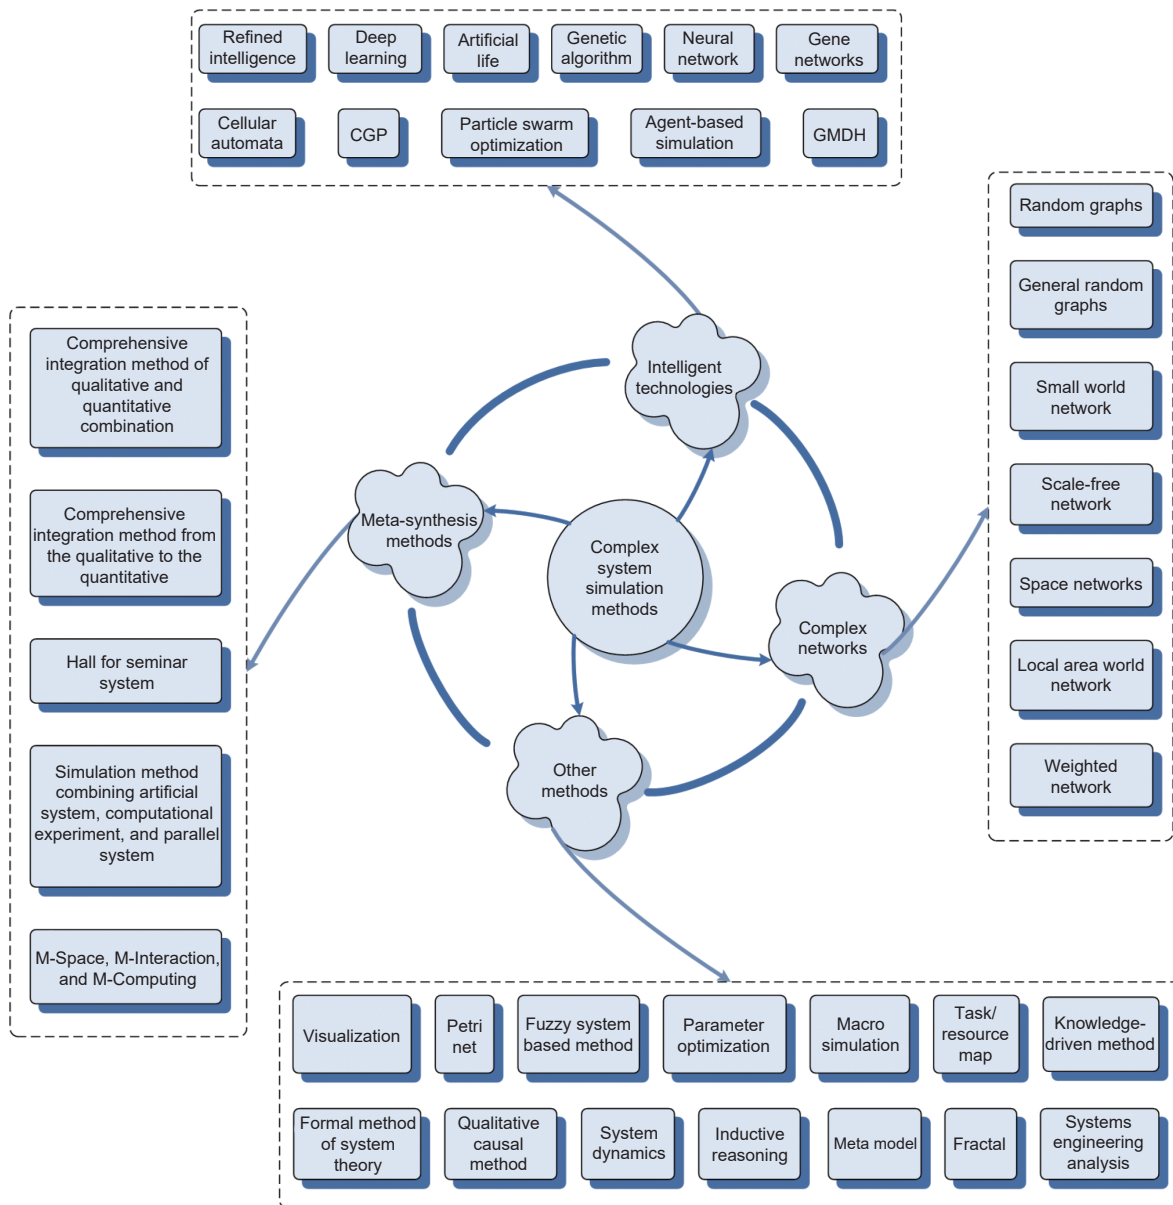 Refined
intelligence
Deep
learning
Artificial
life
Genetic
algorithm
Neural
network
Gene
networks
Cellular
automata
CGP
Particle swarm
optimization
Agent-based
simulation
GMDH
Random graphs
General random
graphs
Small world
network
Scale-free
network
Space networks
Local area world
network
Weighted
network
Comprehensive
integration method of
qualitative and
quantitative
combination
Comprehensive
integration method from
the qualitative to the
quantitative
Hall for seminar
system
Simulation method
combining artificial
system, computational
experiment, and parallel
system
M-Space, M-Interaction,
and M-Computing
Intelligent
technologies
Meta-synthesis
methods
Complex
system
simulation
methods
Complex
networks
Other
methods
Visualization
Petri
net
Fuzzy system
based method
Parameter
optimization
Macro
simulation
Task/
resource
map
Knowledge-
driven method
Formal method
of system
theory
Qualitative
causal
method
System
dynamics
Inductive
reasoning
Meta model
Fractal
Systems
engineering
analysis